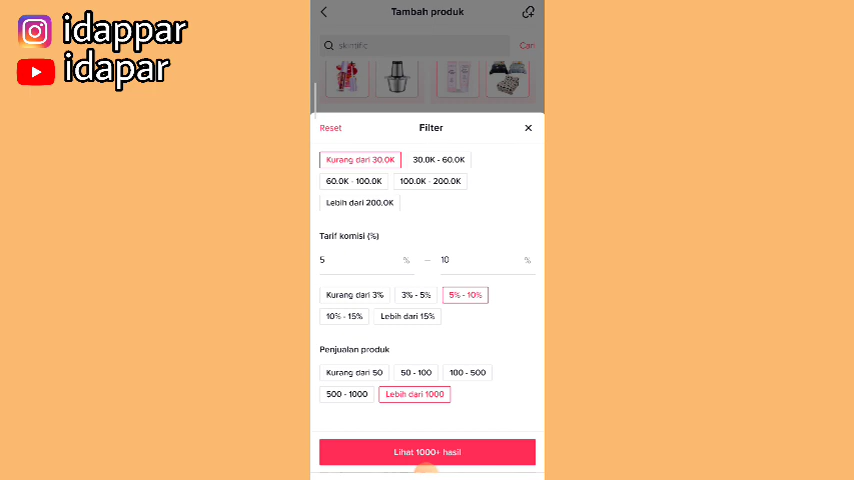 idappar
idapar
Tambah produk
skintific
Cari
Reset
Filter
Kurang dari 30.0K
30.0K - 60.0K
60.0K - 100.0K
100.0K - 200.0K
Lebih dari 200.0K
Tarif komisi (%)
5 % — 10 %
Kurang dari 3%
3% - 5%
5% - 10%
10% - 15%
Lebih dari 15%
Penjualan produk
Kurang dari 50
50 - 100
100 - 500
500 - 1000
Lebih dari 1000
Lihat 1000+ hasil